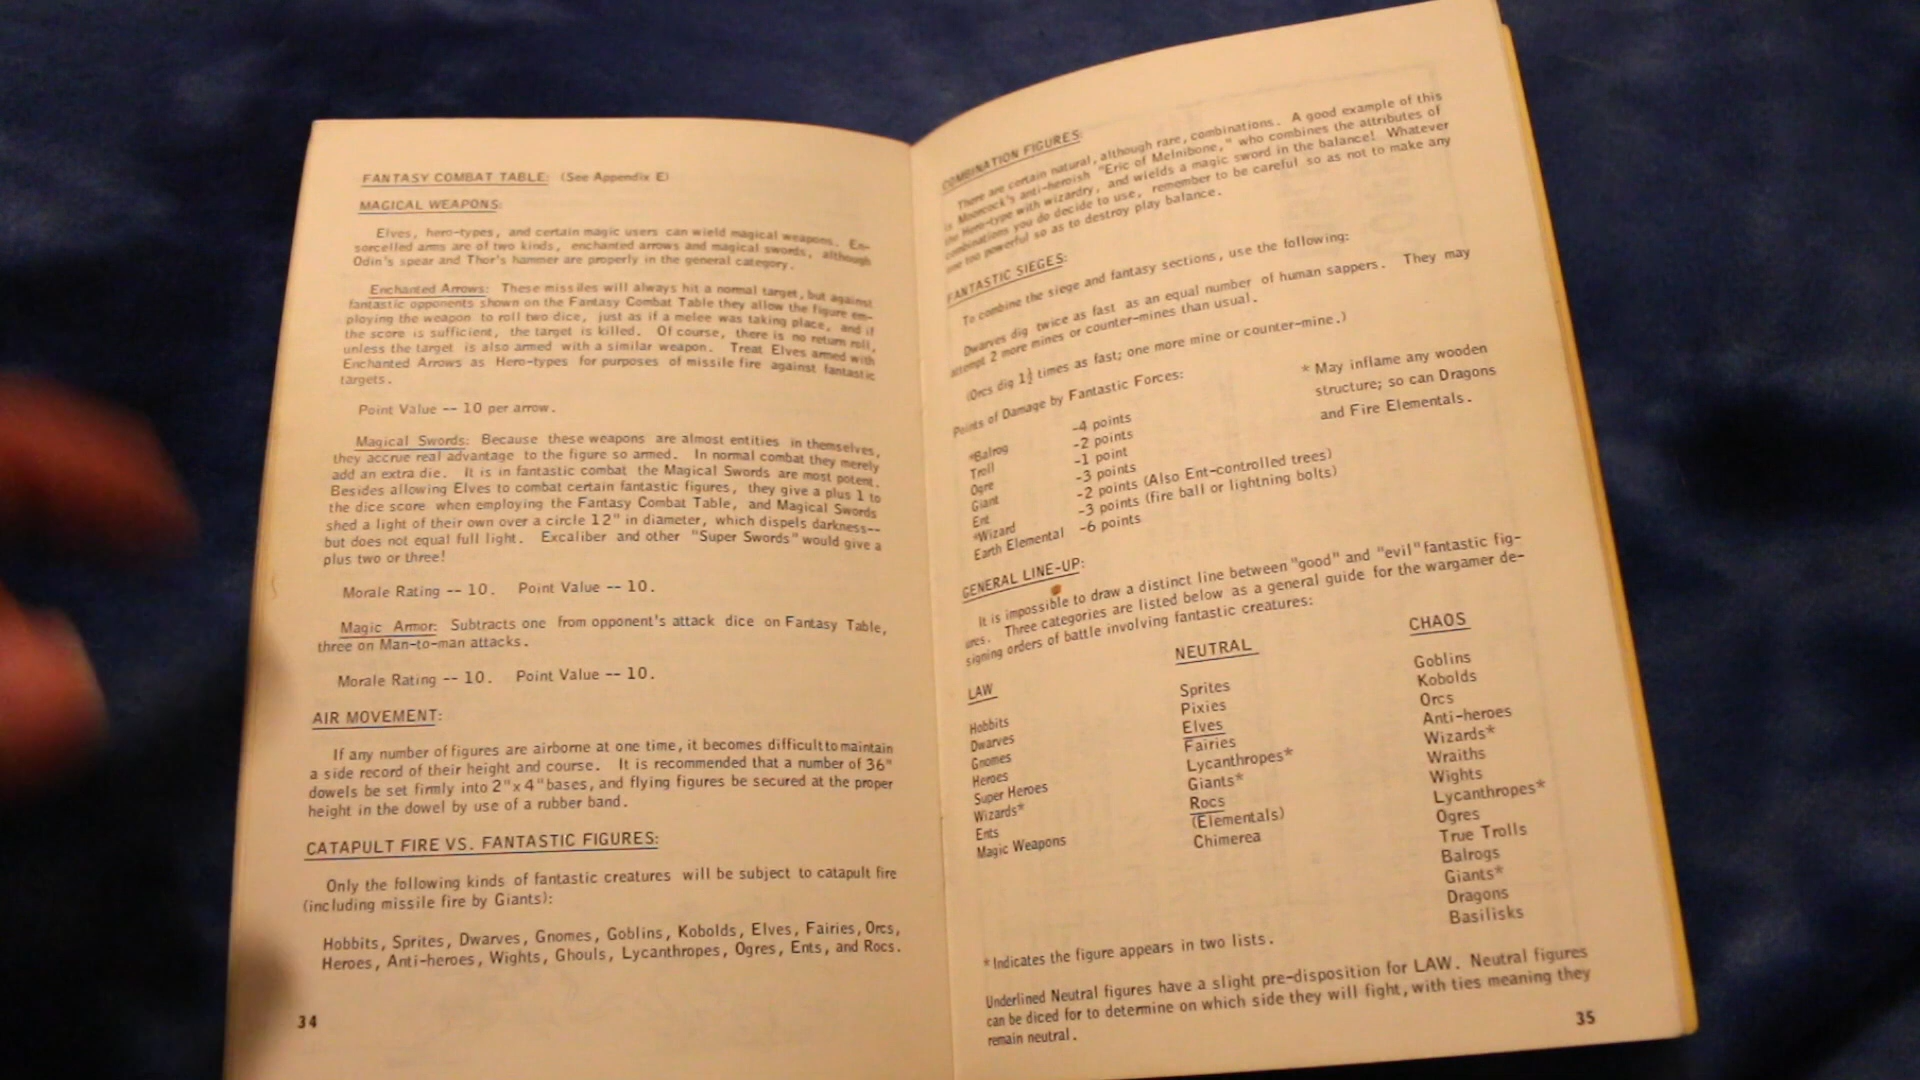 FANTASY COMBAT TABLE: (See Appendix E)
MAGICAL WEAPONS:
Elves, hero-types, and certain magic users can wield magical weapons. En-
sorcelled arms are of two kinds, enchanted arrows and magical swords, although
Odin's spear and Thor's hammer are properly in the general category.
Enchanted Arrows: These missiles will always hit a normal target, but against
fantastic opponents shown on the Fantasy Combat Table they allow the figure em-
ploying the weapon to roll two dice, just as if a melee was taking place, and if
the score is sufficient, the target is killed. Of course, there is no return roll,
unless the target is also armed with a similar weapon. Treat Elves armed with
Enchanted Arrows as Hero-types for purposes of missile fire against fantastic
targets.
Point Value -- 10 per arrow.
Magical Swords: Because these weapons are almost entities in themselves,
they accrue real advantage to the figure so armed. In normal combat they merely
add an extra die. It is in fantastic combat the Magical Swords are most potent.
Besides allowing Elves to combat certain fantastic figures, they give a plus 1 to
the dice score when employing the Fantasy Combat Table, and Magical Swords
shed a light of their own over a circle 12" in diameter, which dispels darkness--
but does not equal full light. Excaliber and other "Super Swords" would give a
plus two or three!
Morale Rating -- 10. Point Value -- 10.
Magic Armor: Subtracts one from opponent's attack dice on Fantasy Table,
three on Man-to-man attacks.
Morale Rating -- 10. Point Value -- 10.
AIR MOVEMENT:
If any number of figures are airborne at one time, it becomes difficult to maintain
a side record of their height and course. It is recommended that a number of 36"
dowels be set firmly into 2" x 4" bases, and flying figures be secured at the proper
height in the dowel by use of a rubber band.
CATAPULT FIRE VS. FANTASTIC FIGURES:
Only the following kinds of fantastic creatures will be subject to catapult fire
(including missile fire by Giants):
Hobbits, Sprites, Dwarves, Gnomes, Goblins, Kobolds, Elves, Fairies, Orcs,
Heroes, Anti-heroes, Wights, Ghouls, Lycanthropes, Ogres, Ents, and Rocs.
34
COMBINATION FIGURES:
There are certain natural, although rare, combinations. A good example of this
is Moorcock's anti-heroish "Eric of Melnibone," who combines the attributes of
the Hero-type with wizardry, and wields a magic sword in the balance! Whatever
combinations you do decide to use, remember to be careful so as not to make any
one too powerful so as to destroy play balance.
FANTASTIC SIEGES:
To combine the siege and fantasy sections, use the following:
Dwarves dig twice as fast as an equal number of human sappers. They may
attempt 2 more mines or counter-mines than usual.
(Orcs dig 1½ times as fast; one more mine or counter-mine.)
Points of Damage by Fantastic Forces:
*Balrog -4 points
Troll -2 points
Ogre -1 point
Giant -3 points
Ent -2 points (Also Ent-controlled trees)
*Wizard -3 points (fire ball or lightning bolts)
Earth Elemental -6 points
* May inflame any wooden
structure; so can Dragons
and Fire Elementals.
GENERAL LINE-UP:
It is impossible to draw a distinct line between "good" and "evil" fantastic fig-
ures. Three categories are listed below as a general guide for the wargamer de-
signing orders of battle involving fantastic creatures:
LAW
Hobbits
Dwarves
Gnomes
Heroes
Super Heroes
Wizards*
Ents
Magic Weapons
NEUTRAL
Sprites
Pixies
Elves
Fairies
Lycanthropes*
Giants*
Rocs
(Elementals)
Chimerea
CHAOS
Goblins
Kobolds
Orcs
Anti-heroes
Wizards*
Wraiths
Wights
Lycanthropes*
Ogres
True Trolls
Balrogs
Giants*
Dragons
Basilisks
*Indicates the figure appears in two lists.
Underlined Neutral figures have a slight pre-disposition for LAW. Neutral figures
can be diced for to determine on which side they will fight, with ties meaning they
remain neutral.
35